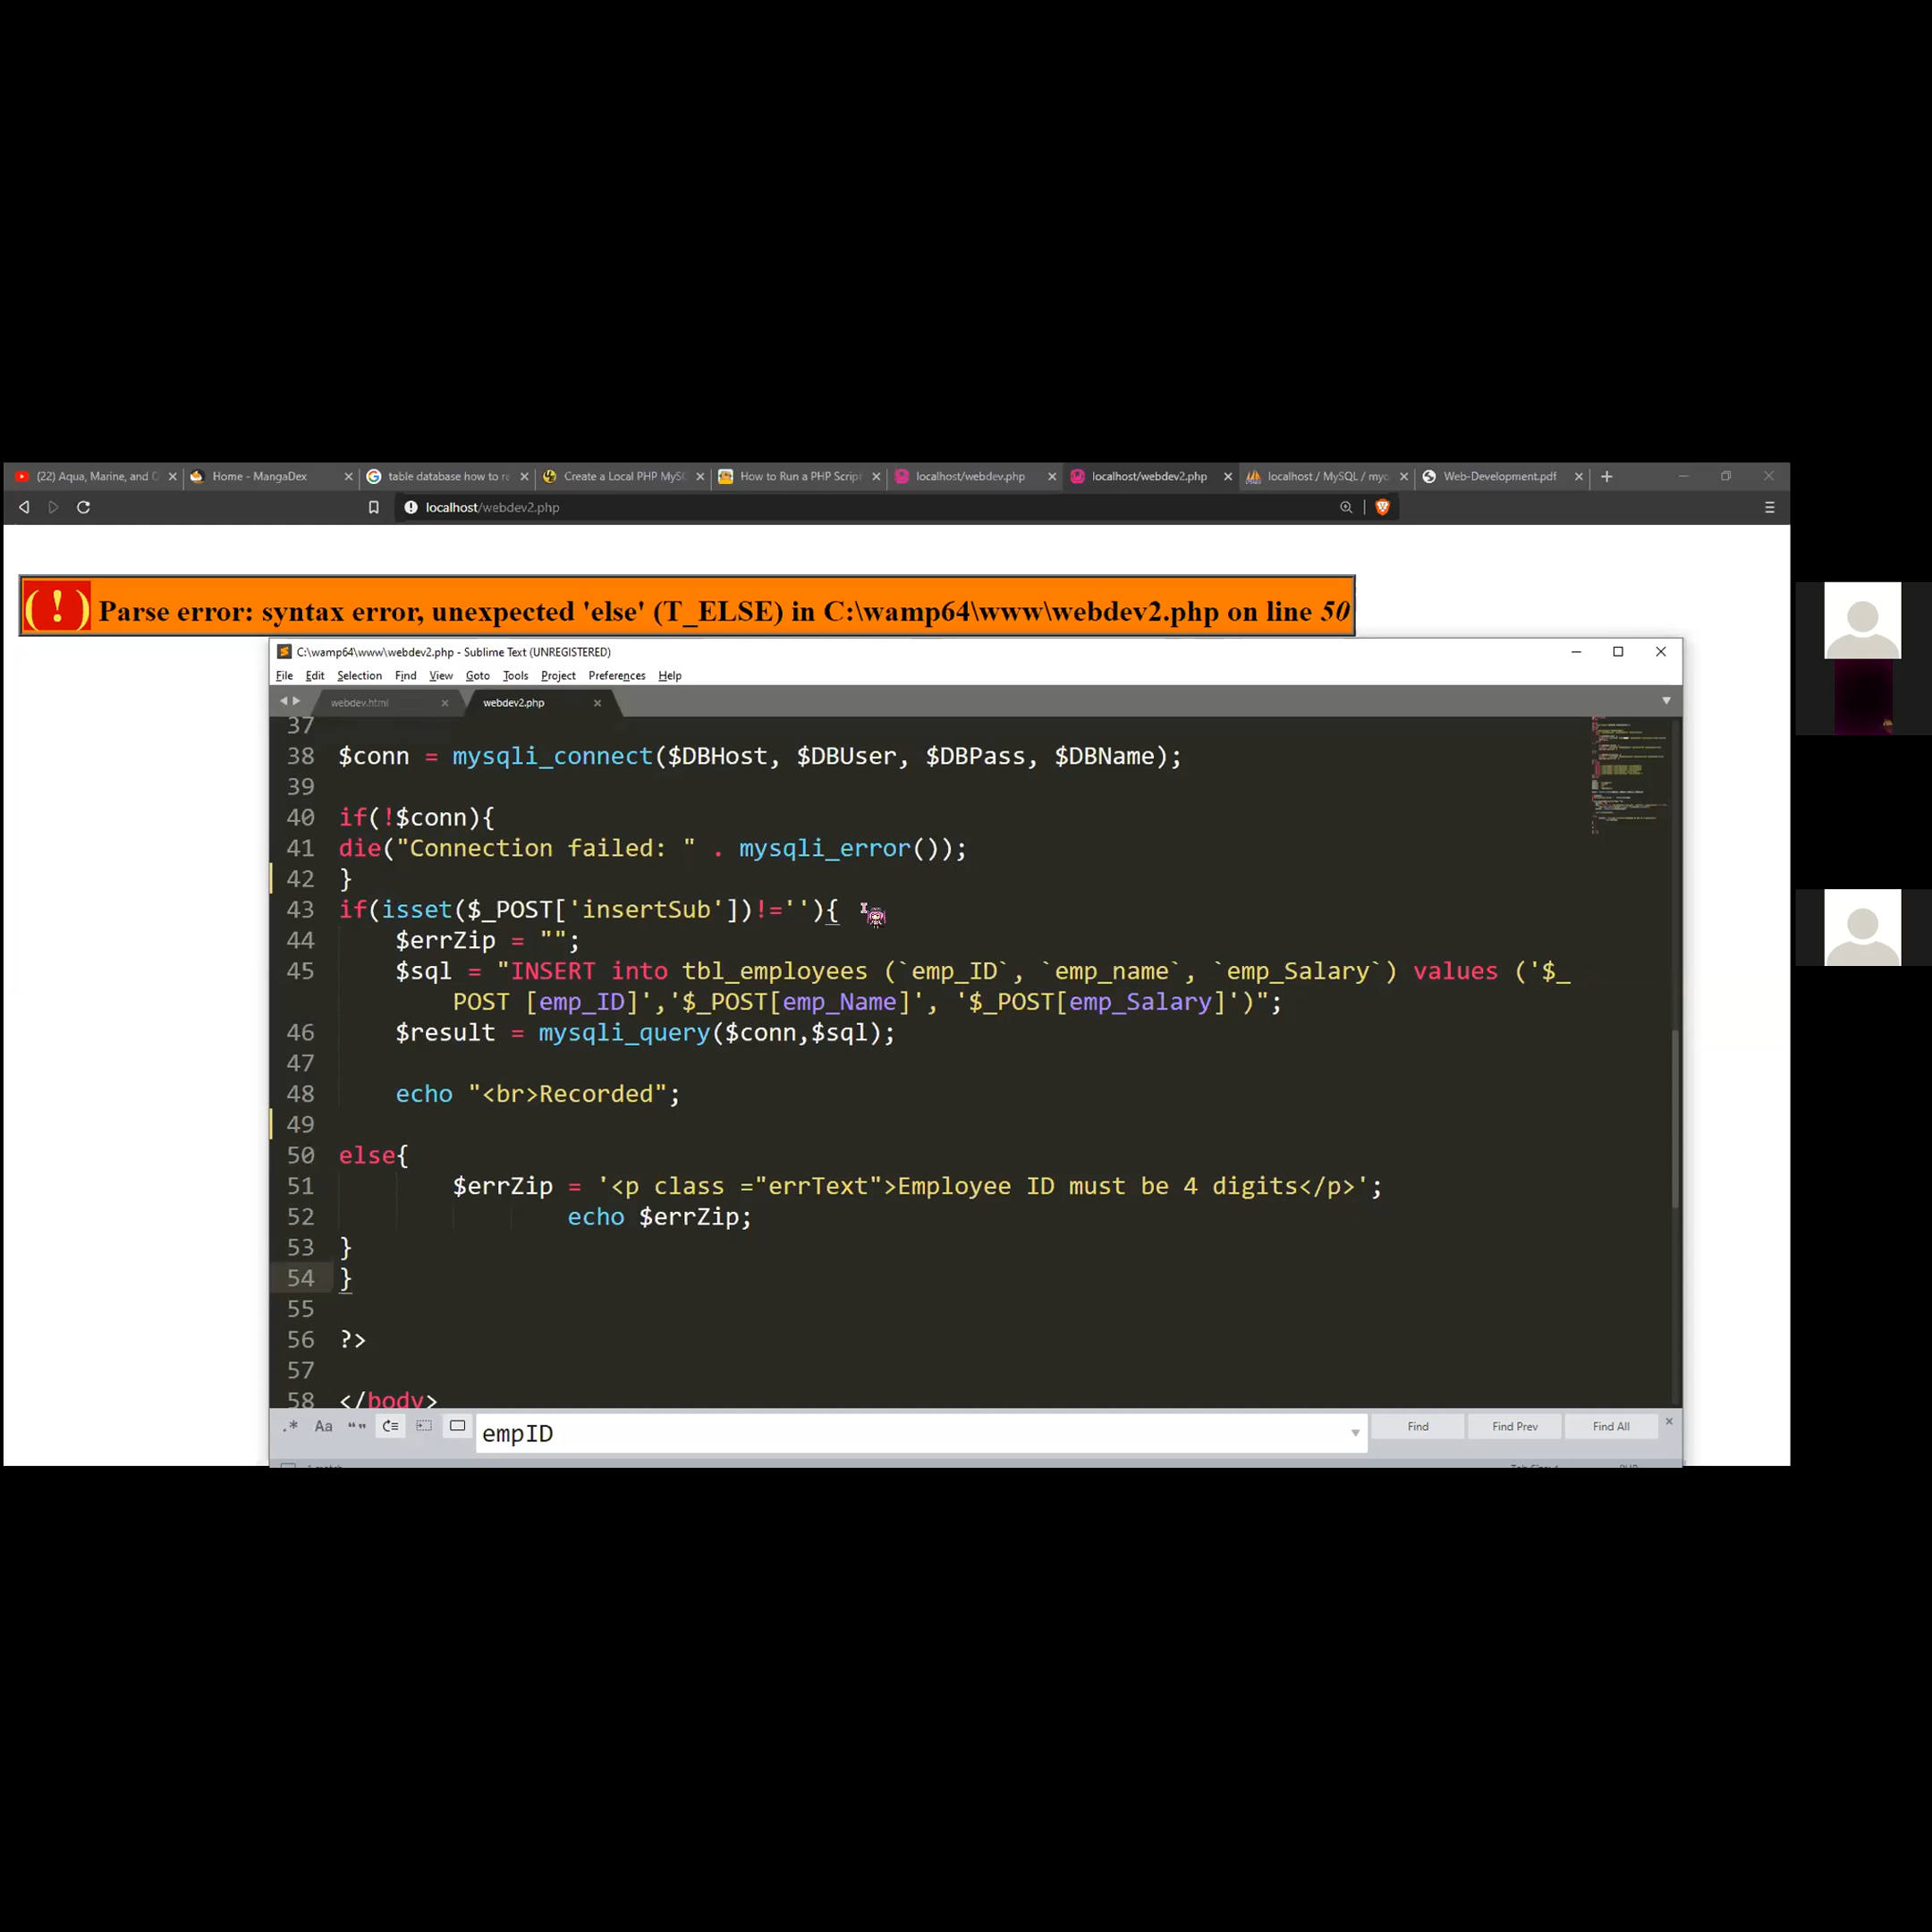 (22) Aqua, Marine, and
Home - MangaDex
table database how to
Create a Local PHP
How to Run a PHP Script
localhost/webdev.php
localhost/webdev2.php
localhost / MySQL /
Web-Development.pdf
localhost/webdev2.php
( ! ) Parse error: syntax error, unexpected 'else' (T_ELSE) in C:\wamp64\www\webdev2.php on line 50
C:\wamp64\www\webdev2.php - Sublime Text (UNREGISTERED)
File Edit Selection Find View Goto Tools Project Preferences Help
webdev.html
webdev2.php
37
38 $conn = mysqli_connect($DBHost, $DBUser, $DBPass, $DBName);
39
40 if(!$conn){
41 die("Connection failed: " . mysqli_error());
42 }
43 if(isset($_POST['insertSub'])!=''){
44 $errZip = "";
45 $sql = "INSERT into tbl_employees (`emp_ID`, `emp_name`, `emp_Salary`) values ('$_
POST [emp_ID]','$_POST[emp_Name]', '$_POST[emp_Salary]')";
46 $result = mysqli_query($conn,$sql);
47
48 echo "<br>Recorded";
49
50 else{
51 $errZip = '<p class ="errText">Employee ID must be 4 digits</p>';
52 echo $errZip;
53 }
54 }
55
56 ?>
57
58 </body>
.* Aa “”
empID
Find
Find Prev
Find All